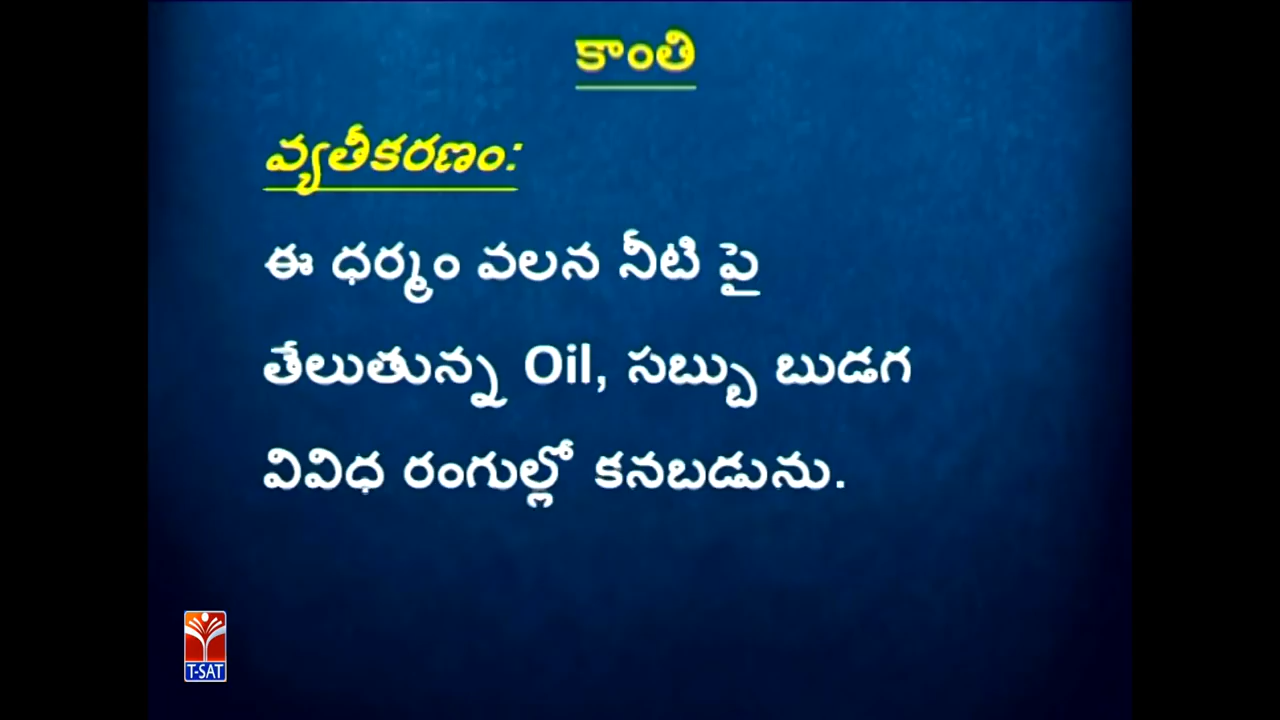 కాంతి
వ్యతీకరణం:
ఈ ధర్మం వలన నీటి పై
తేలుతున్న Oil, సబ్బు బుడగ
వివిధ రంగుల్లో కనబడును.
T-SAT